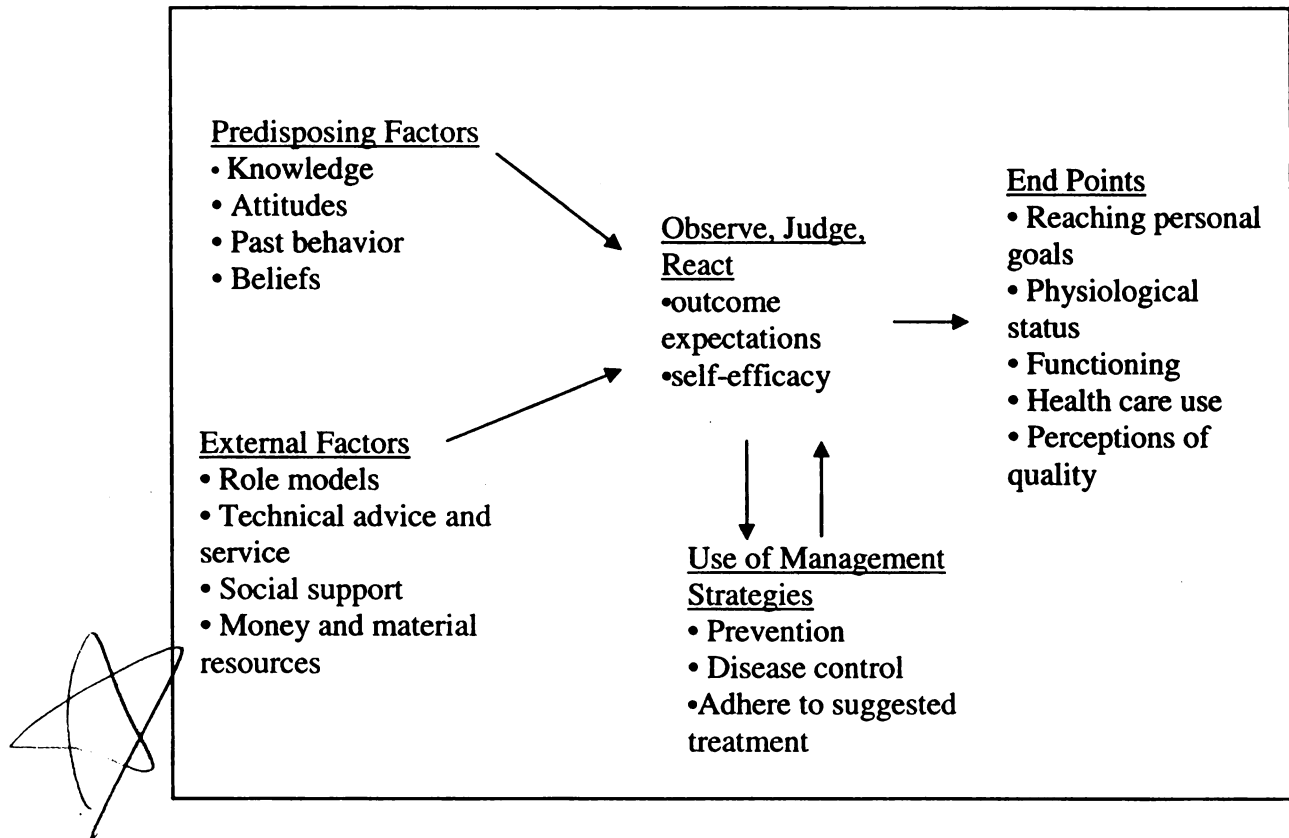 Predisposing Factors
• Knowledge
• Attitudes
• Past behavior
• Beliefs
External Factors
• Role models
• Technical advice and
service
• Social support
• Money and material
resources
Observe, Judge,
React
•outcome
expectations
•self-efficacy
Use of Management
Strategies
• Prevention
• Disease control
•Adhere to suggested
treatment
End Points
• Reaching personal
goals
• Physiological
status
• Functioning
• Health care use
• Perceptions of
quality